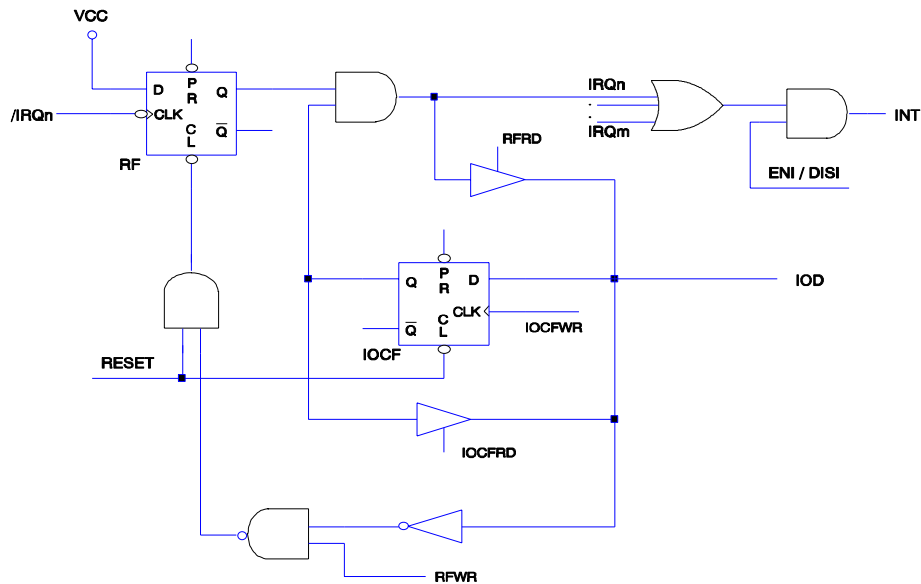 VCC
/IRQn
D
P
R
Q
CLK
C
L
Q
RF
IRQn
.
.
IRQm
INT
ENI / DISI
RFRD
Q
P
R
D
CLK
C
L
Q
IOCF
IOCFWR
IOD
RESET
IOCFRD
RFWR